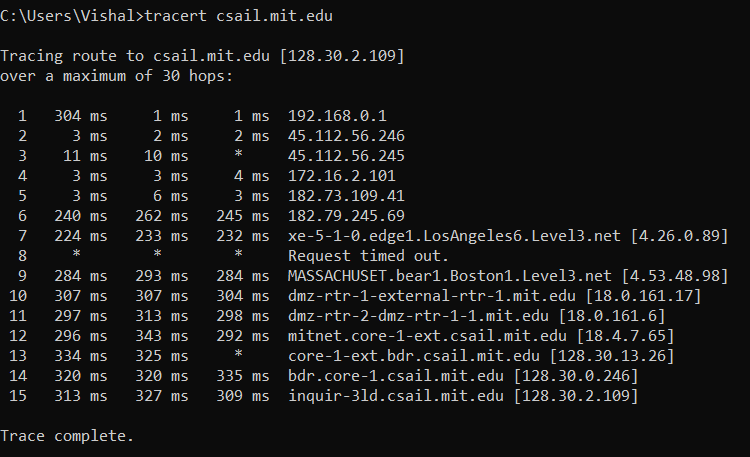 C:\Users\Vishal>tracert csail.mit.edu
Tracing route to csail.mit.edu [128.30.2.109]
over a maximum of 30 hops:
1 304 ms 1 ms 1 ms 192.168.0.1
2 3 ms 2 ms 2 ms 45.112.56.246
3 11 ms 10 ms * 45.112.56.245
4 3 ms 3 ms 4 ms 172.16.2.101
5 3 ms 6 ms 3 ms 182.73.109.41
6 240 ms 262 ms 245 ms 182.79.245.69
7 224 ms 233 ms 232 ms xe-5-1-0.edge1.LosAngeles6.Level3.net [4.26.0.89]
8 * * * Request timed out.
9 284 ms 293 ms 284 ms MASSACHUSET.bear1.Boston1.Level3.net [4.53.48.98]
10 307 ms 307 ms 304 ms dmz-rtr-1-external-rtr-1.mit.edu [18.0.161.17]
11 297 ms 313 ms 298 ms dmz-rtr-2-dmz-rtr-1-1.mit.edu [18.0.161.6]
12 296 ms 343 ms 292 ms mitnet.core-1-ext.csail.mit.edu [18.4.7.65]
13 334 ms 325 ms * core-1-ext.bdr.csail.mit.edu [128.30.13.26]
14 320 ms 320 ms 335 ms bdr.core-1.csail.mit.edu [128.30.0.246]
15 313 ms 327 ms 309 ms inquir-3ld.csail.mit.edu [128.30.2.109]
Trace complete.